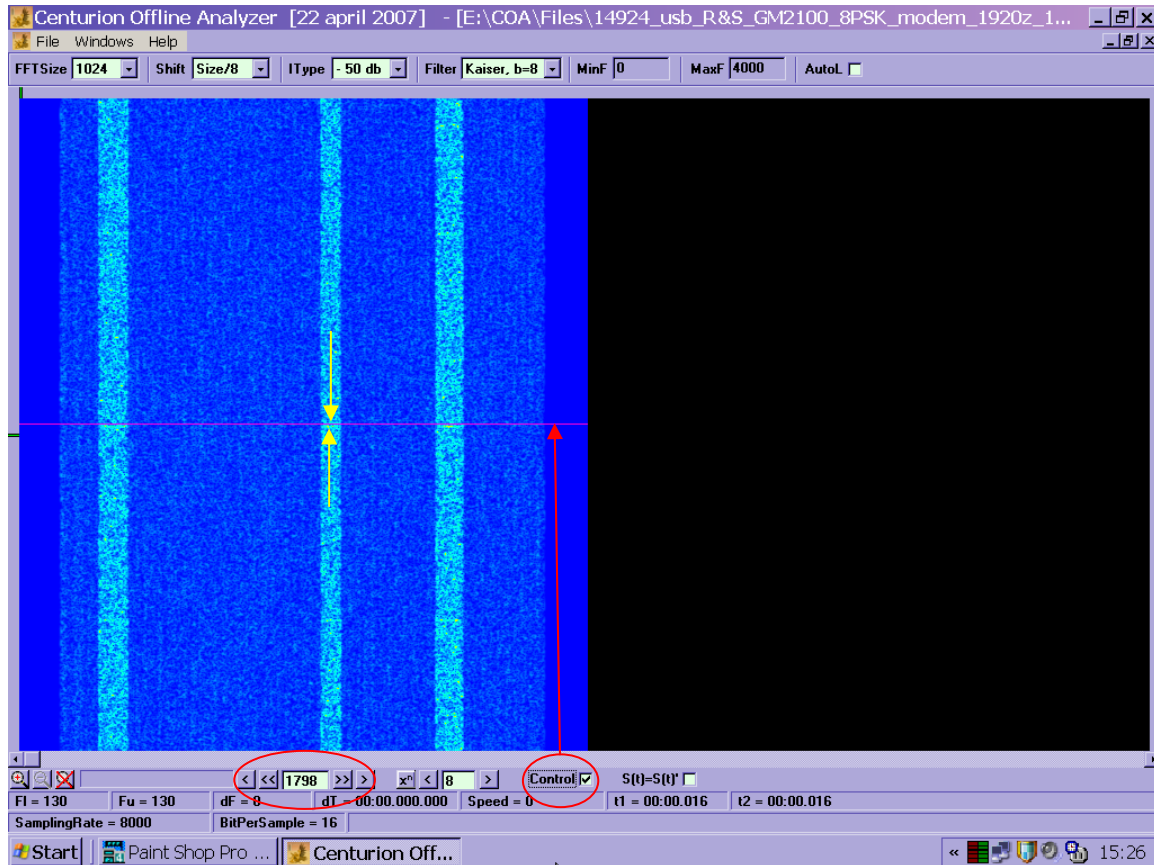 Centurion Offline Analyzer [22 april 2007] - [E:\COA\Files\14924_usb_R&S_GM2100_8PSK_modem_1920z_1...
File Windows Help
FFTSize 1024 Shift Size/8 IType - 50 db Filter Kaiser, b=8 MinF 0 MaxF 4000 AutoL
< << 1798 >> > xⁿ < 8 > Control S(t)=S(t)'
Fl = 130 Fu = 130 dF = 0 dT = 00:00.000.000 Speed = 0 t1 = 00:00.016 t2 = 00:00.016
SamplingRate = 8000 BitPerSample = 16
Start Paint Shop Pro ... Centurion Off... « 15:26